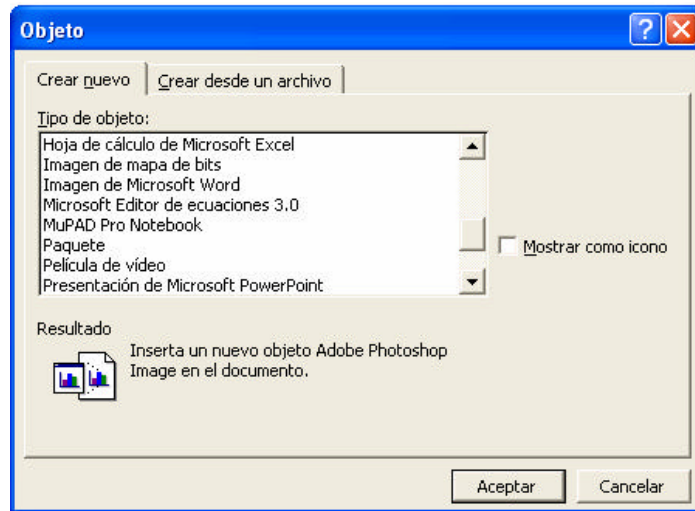 Objeto
Crear nuevo
Crear desde un archivo
Tipo de objeto:
Hoja de cálculo de Microsoft Excel
Imagen de mapa de bits
Imagen de Microsoft Word
Microsoft Editor de ecuaciones 3.0
MuPAD Pro Notebook
Paquete
Película de vídeo
Presentación de Microsoft PowerPoint
Mostrar como icono
Resultado
Inserta un nuevo objeto Adobe Photoshop
Image en el documento.
Aceptar
Cancelar